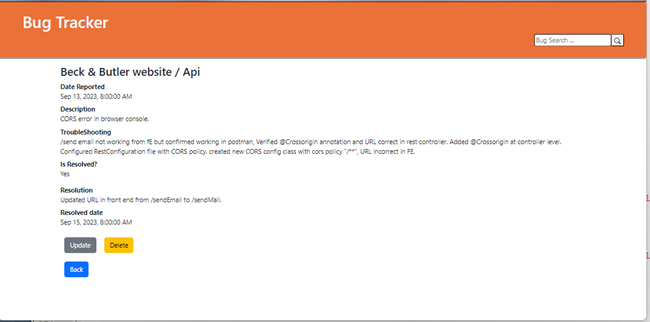 Bug Tracker
Bug Search ...
Beck & Butler website / Api
Date Reported
Sep 13, 2023, 8:00:00 AM
Description
CORS error in browser console.
TroubleShooting
/send email not working from fE but confirmed working in postman, Verified @Crossorigin annotation and URL correct in rest controller. Added @Crossorigin at controller level.
Configured RestConfiguration file with CORS policy. created new CORS config class with cors policy "/**", URL incorrect in FE.
Is Resolved?
Yes
Resolution
Updated URL in front end from /sendEmail to /sendMail.
Resolved date
Sep 15, 2023, 8:00:00 AM
Update Delete
Back